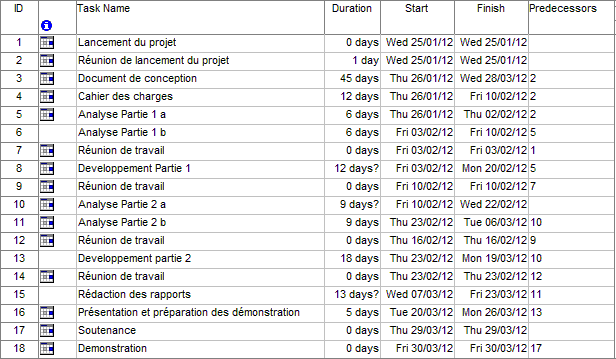 ID Task Name Duration Start Finish Predecessors
1 Lancement du projet 0 days Wed 25/01/12 Wed 25/01/12
2 Réunion de lancement du projet 1 day Wed 25/01/12 Wed 25/01/12
3 Document de conception 45 days Thu 26/01/12 Wed 28/03/12 2
4 Cahier des charges 12 days Thu 26/01/12 Fri 10/02/12 2
5 Analyse Partie 1 a 6 days Thu 26/01/12 Thu 02/02/12 2
6 Analyse Partie 1 b 6 days Fri 03/02/12 Fri 10/02/12 5
7 Réunion de travail 0 days Fri 03/02/12 Fri 03/02/12 1
8 Developpement Partie 1 12 days? Fri 03/02/12 Mon 20/02/12 5
9 Réunion de travail 0 days Fri 10/02/12 Fri 10/02/12 7
10 Analyse Partie 2 a 9 days? Fri 10/02/12 Wed 22/02/12
11 Analyse Partie 2 b 9 days Thu 23/02/12 Tue 06/03/12 10
12 Réunion de travail 0 days Thu 16/02/12 Thu 16/02/12 9
13 Developpement partie 2 18 days Thu 23/02/12 Mon 19/03/12 10
14 Réunion de travail 0 days Thu 23/02/12 Thu 23/02/12 12
15 Rédaction des rapports 13 days? Wed 07/03/12 Fri 23/03/12 11
16 Présentation et préparation des démonstration 5 days Tue 20/03/12 Mon 26/03/12 13
17 Soutenance 0 days Thu 29/03/12 Thu 29/03/12
18 Demonstration 0 days Fri 30/03/12 Fri 30/03/12 17